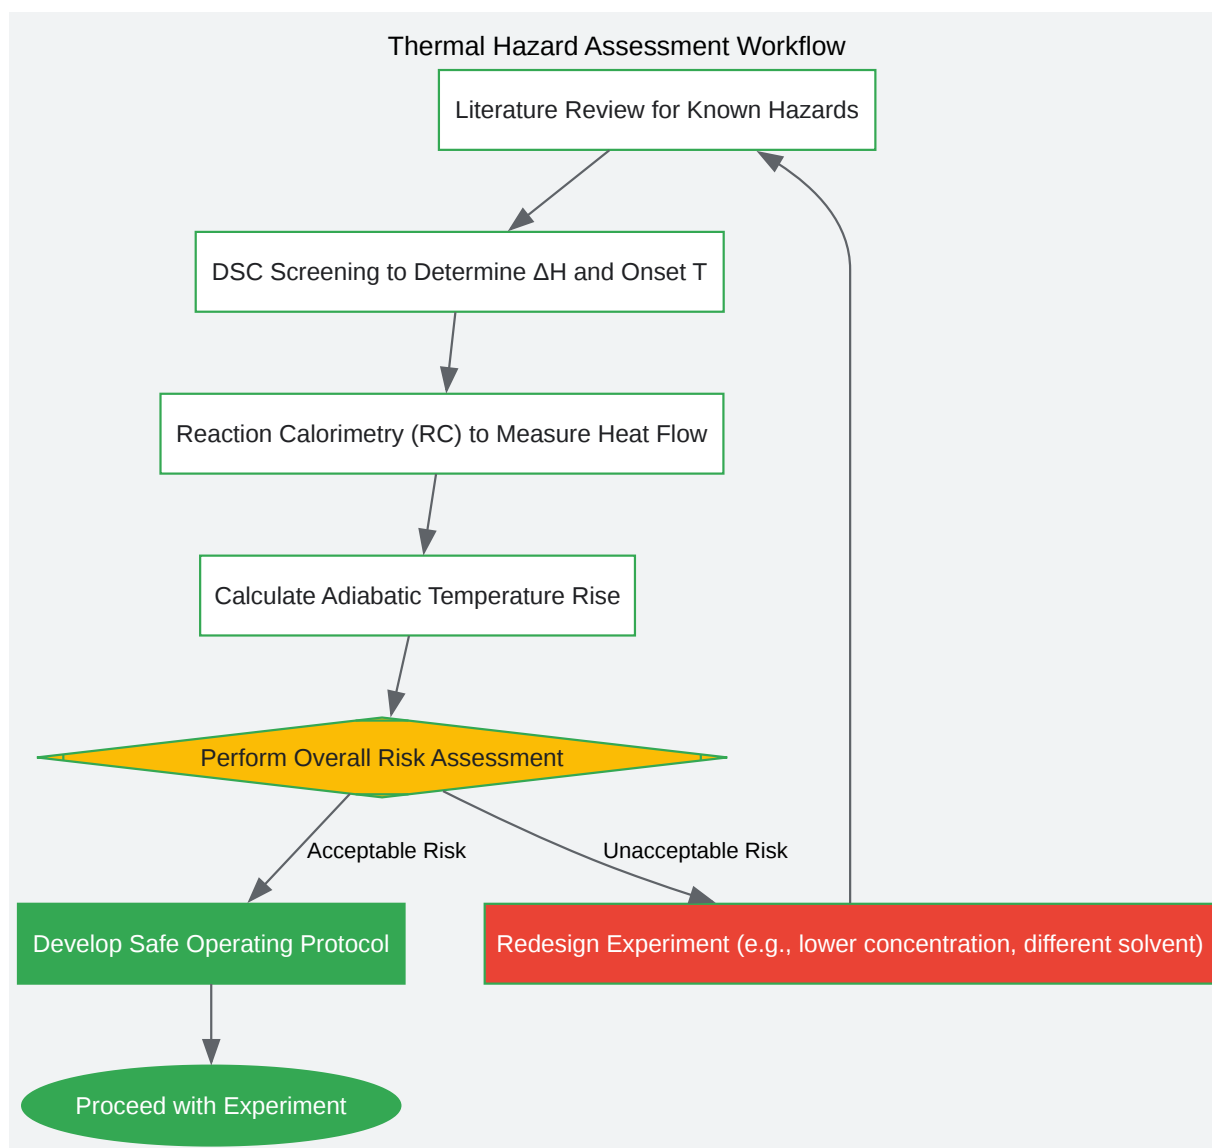 Thermal Hazard Assessment Workflow
Literature Review for Known Hazards
DSC Screening to Determine ΔH and Onset T
Reaction Calorimetry (RC) to Measure Heat Flow
Calculate Adiabatic Temperature Rise
Perform Overall Risk Assessment
Acceptable Risk
Unacceptable Risk
Develop Safe Operating Protocol
Redesign Experiment (e.g., lower concentration, different solvent)
Proceed with Experiment